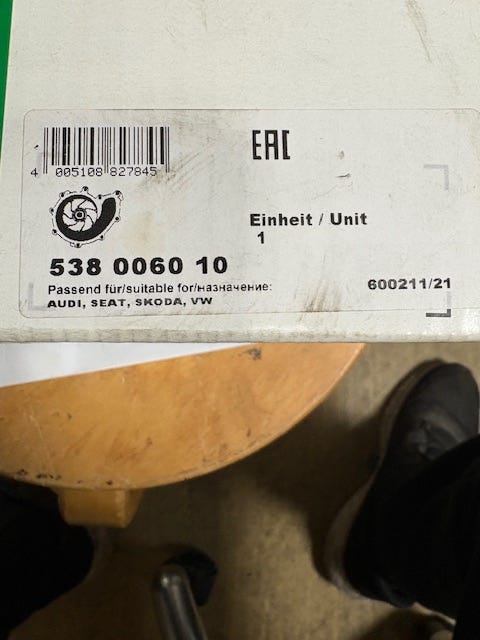 EAC
4 005108 827845
Einheit / Unit
1
538 0060 10
Passend für/suitable for/назначение:
AUDI, SEAT, SKODA, VW
600211/21